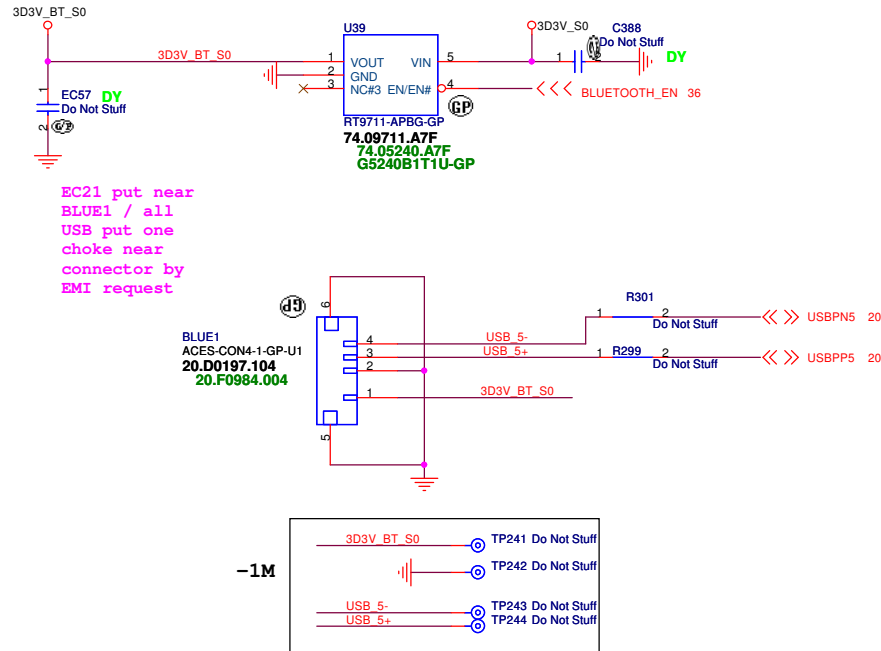 3D3V_BT_S0
3D3V_BT_S0
EC57
DY
Do Not Stuff
1
2
U39
1 VOUT VIN 5
2 GND
3 NC#3 EN/EN# 4
GP
RT9711-APBG-GP
74.09711.A7F
74.05240.A7F
G5240B1T1U-GP
3D3V_S0
C388
Do Not Stuff
1
2
DY
BLUETOOTH_EN 36
EC21 put near
BLUE1 / all
USB put one
choke near
connector by
EMI request
GP
BLUE1
ACES-CON4-1-GP-U1
20.D0197.104
20.F0984.004
6
4 USB_5-
3 USB_5+
2
1 3D3V_BT_S0
5
R301
1 2
Do Not Stuff
USBPN5 20
R299
1 2
Do Not Stuff
USBPP5 20
-1M
3D3V_BT_S0 TP241 Do Not Stuff
TP242 Do Not Stuff
USB_5- TP243 Do Not Stuff
USB_5+ TP244 Do Not Stuff